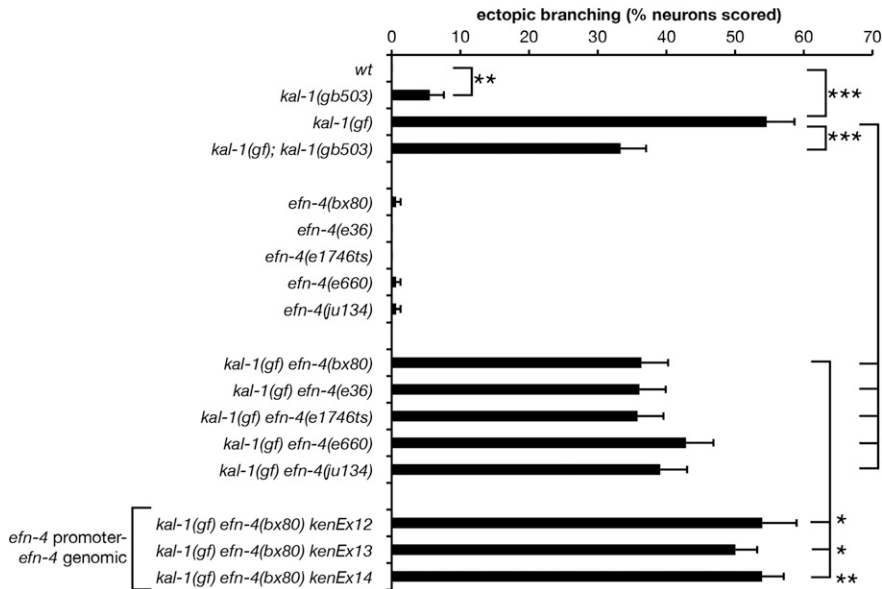 ectopic branching (% neurons scored)
0 10 20 30 40 50 60 70
wt
**
kal-1(gb503)
***
kal-1(gf)
***
kal-1(gf); kal-1(gb503)
efn-4(bx80)
efn-4(e36)
efn-4(e1746ts)
efn-4(e660)
efn-4(ju134)
kal-1(gf) efn-4(bx80)
kal-1(gf) efn-4(e36)
kal-1(gf) efn-4(e1746ts)
kal-1(gf) efn-4(e660)
kal-1(gf) efn-4(ju134)
efn-4 promoter-
efn-4 genomic
kal-1(gf) efn-4(bx80) kenEx12 *
kal-1(gf) efn-4(bx80) kenEx13 *
kal-1(gf) efn-4(bx80) kenEx14 **